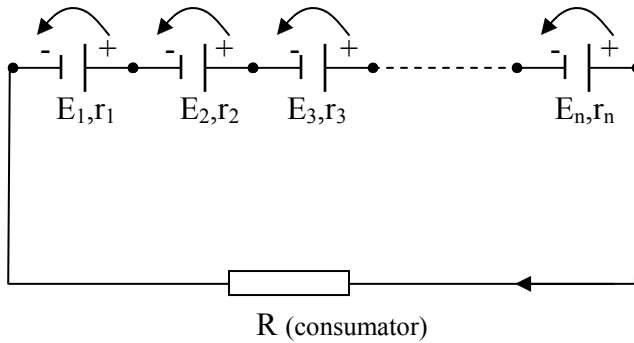 - + - + - + - +
E₁,r₁ E₂,r₂ E₃,r₃ Eₙ,rₙ
R (consumator)